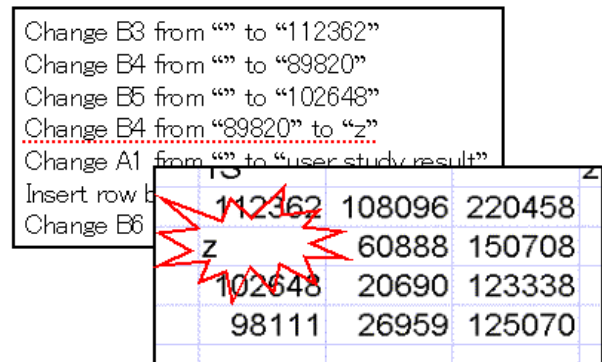 Change B3 from “” to “112362”
Change B4 from “” to “89820”
Change B5 from “” to “102648”
Change B4 from “89820” to “z”
Change A1 from “” to “user study result”
Insert row
Change B6
z
112362 108096 220458
z 60888 150708
102648 20690 123338
98111 26959 125070